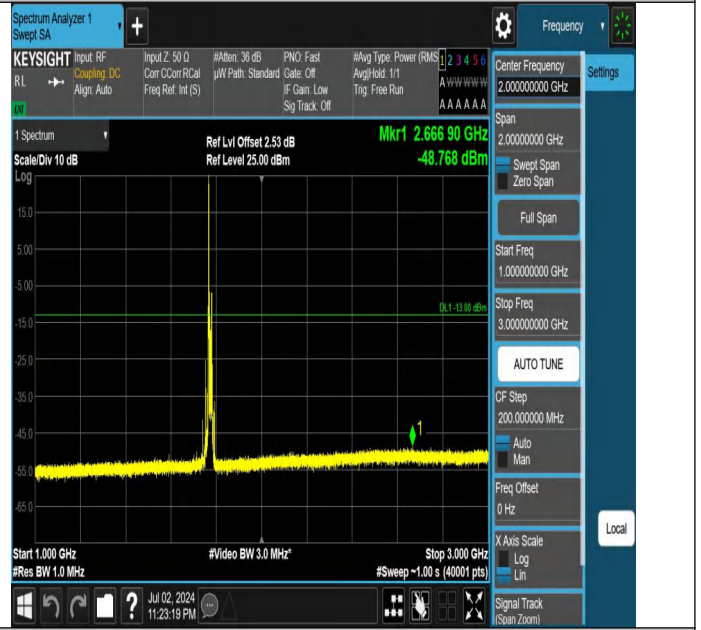 Spectrum Analyzer 1
Swept SA
+
Frequency
KEYSIGHT
RL
LXI
Input: RF
Coupling: DC
Align: Auto
Input Z: 50 Ω
Corr CCorr RCal
Freq Ref: Int (S)
#Atten: 36 dB
µW Path: Standard
PNO: Fast
Gate: Off
IF Gain: Low
Sig Track: Off
#Avg Type: Power (RMS
Avg|Hold: 1/1
Trig: Free Run
1 2 3 4 5 6
A W W W W W
A A A A A A
1 Spectrum
Scale/Div 10 dB
Log
Ref Lvl Offset 2.53 dB
Ref Level 25.00 dBm
Mkr1 2.666 90 GHz
-48.768 dBm
15.0
5.00
-5.00
DL1 -13.00 dBm
-15.0
-25.0
-35.0
1
-45.0
-55.0
-65.0
Start 1.000 GHz
#Res BW 1.0 MHz
#Video BW 3.0 MHz*
Stop 3.000 GHz
#Sweep ~1.00 s (40001 pts)
Jul 02, 2024
11:23:19 PM
?
Center Frequency
2.000000000 GHz
Settings
Span
2.00000000 GHz
Swept Span
Zero Span
Full Span
Start Freq
1.000000000 GHz
Stop Freq
3.000000000 GHz
AUTO TUNE
CF Step
200.000000 MHz
Auto
Man
Freq Offset
0 Hz
X Axis Scale
Log
Lin
Local
Signal Track
(Span Zoom)